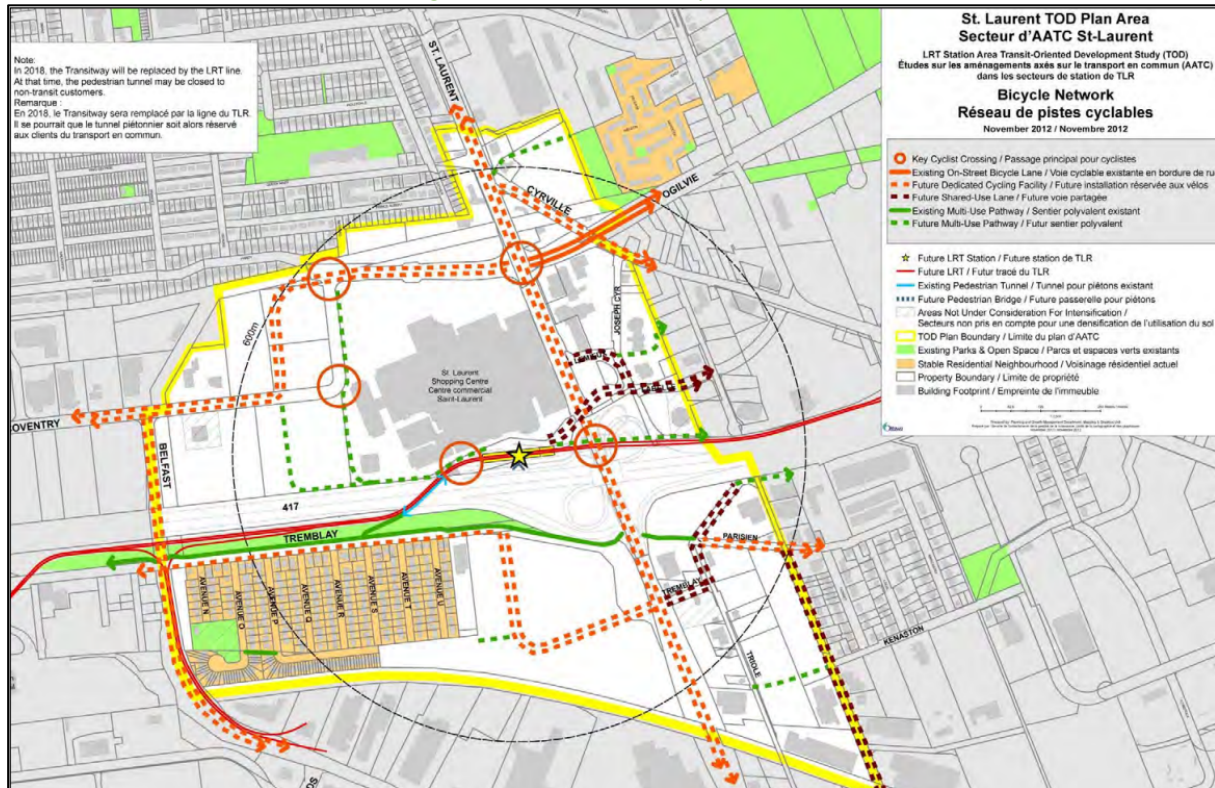 Note:
In 2018, the Transitway will be replaced by the LRT line.
At that time, the pedestrian tunnel may be closed to
non-transit customers.
Remarque :
En 2018, le Transitway sera remplacé par la ligne du TLR.
Il se pourrait que le tunnel piétonnier soit alors réservé
aux clients du transport en commun.
St. Laurent TOD Plan Area
Secteur d'AATC St-Laurent
LRT Station Area Transit-Oriented Development Study (TOD)
Études sur les aménagements axés sur le transport en commun (AATC)
dans les secteurs de station de TLR
Bicycle Network
Réseau de pistes cyclables
November 2012 / Novembre 2012
Key Cyclist Crossing / Passage principal pour cyclistes
Existing On-Street Bicycle Lane / Voie cyclable existante en bordure de ru
Future Dedicated Cycling Facility / Future installation réservée aux vélos
Future Shared-Use Lane / Future voie partagée
Existing Multi-Use Pathway / Sentier polyvalent existant
Future Multi-Use Pathway / Futur sentier polyvalent
Future LRT Station / Future station de TLR
Future LRT / Futur tracé du TLR
Existing Pedestrian Tunnel / Tunnel pour piétons existant
Future Pedestrian Bridge / Future passerelle pour piétons
Areas Not Under Consideration For Intensification /
Secteurs non pris en compte pour une densification de l'utilisation du sol
TOD Plan Boundary / Limite du plan d'AATC
Existing Parks & Open Space / Parcs et espaces verts existants
Stable Residential Neighbourhood / Voisinage résidentiel actuel
Property Boundary / Limite de propriété
Building Footprint / Empreinte de l'immeuble
ST. LAURENT
CYRVILLE
OGILVIE
600m
JOSEPH CYR
St. Laurent
Shopping Centre
Centre commercial
Saint-Laurent
OVENTRY
BELFAST
417
TREMBLAY
PARISIEN
AVENUE N
AVENUE O
AVENUE P
AVENUE Q
AVENUE R
AVENUE S
AVENUE T
AVENUE U
TREMBLAY
TRIOLE
KENASTON